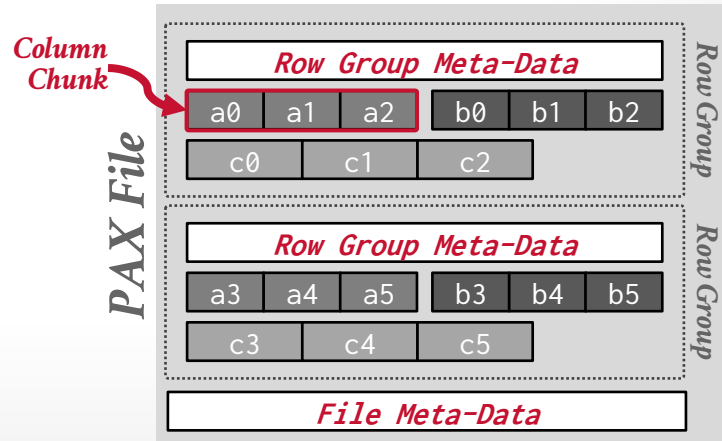 Column
Chunk
PAX File
Row Group Meta-Data
a0 a1 a2 b0 b1 b2
c0 c1 c2
Row Group
Row Group Meta-Data
a3 a4 a5 b3 b4 b5
c3 c4 c5
Row Group
File Meta-Data